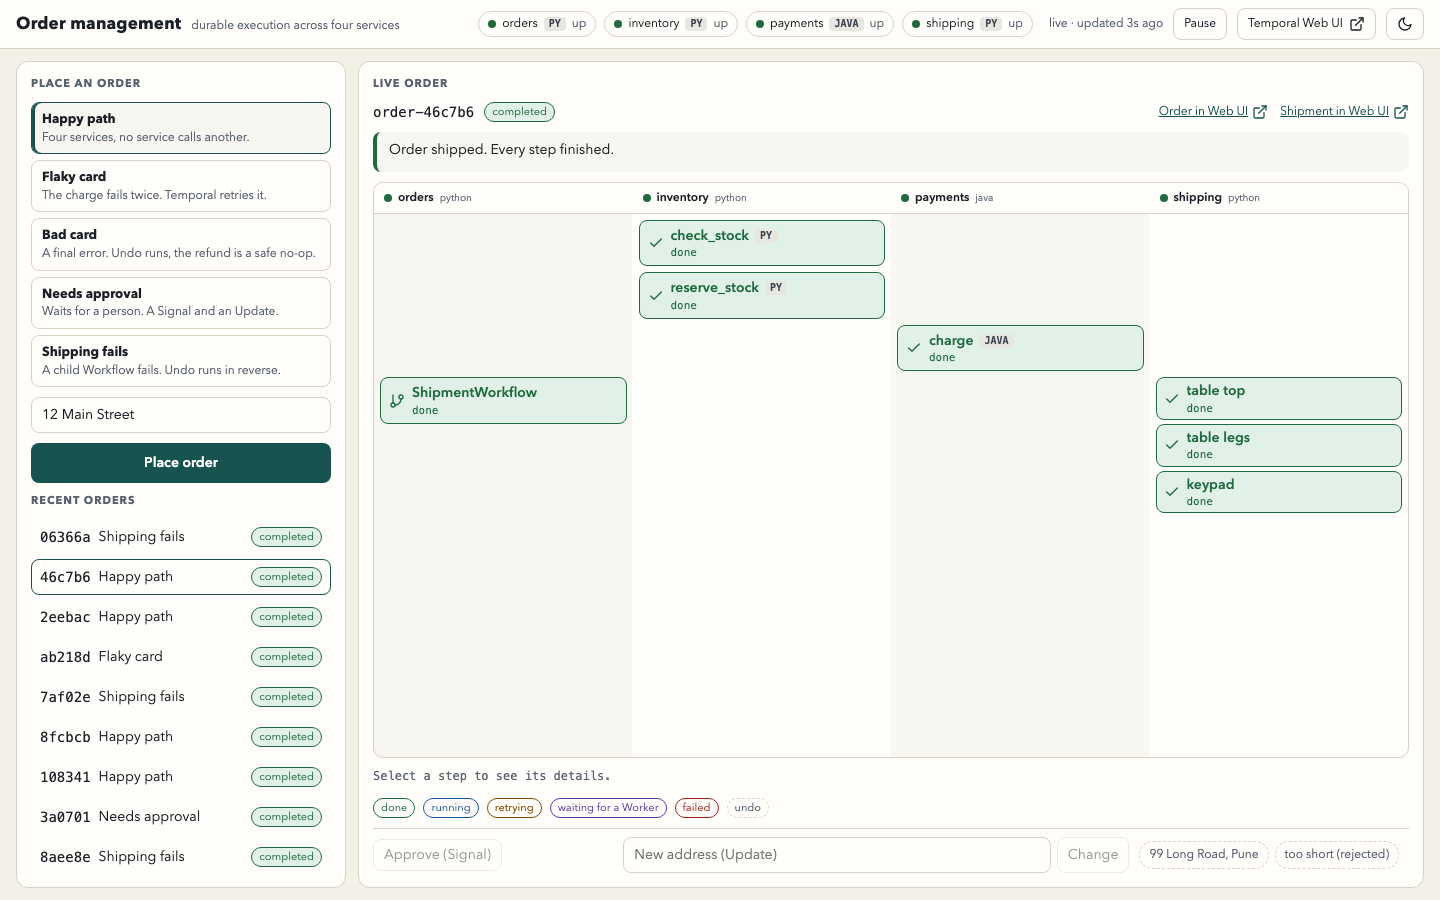 Order management durable execution across four services
orders PY up
inventory PY up
payments JAVA up
shipping PY up
live · updated 3s ago
Pause
Temporal Web UI
PLACE AN ORDER
Happy path
Four services, no service calls another.
Flaky card
The charge fails twice. Temporal retries it.
Bad card
A final error. Undo runs, the refund is a safe no-op.
Needs approval
Waits for a person. A Signal and an Update.
Shipping fails
A child Workflow fails. Undo runs in reverse.
12 Main Street
Place order
RECENT ORDERS
06366a Shipping fails completed
46c7b6 Happy path completed
2eebac Happy path completed
ab218d Flaky card completed
7af02e Shipping fails completed
8fcbcb Happy path completed
108341 Happy path completed
3a0701 Needs approval completed
8aee8e Shipping fails completed
LIVE ORDER
order-46c7b6 completed
Order in Web UI
Shipment in Web UI
Order shipped. Every step finished.
orders python
inventory python
payments java
shipping python
check_stock PY
done
reserve_stock PY
done
charge JAVA
done
ShipmentWorkflow
done
table top
done
table legs
done
keypad
done
Select a step to see its details.
done running retrying waiting for a Worker failed undo
Approve (Signal)
New address (Update)
Change
99 Long Road, Pune
too short (rejected)